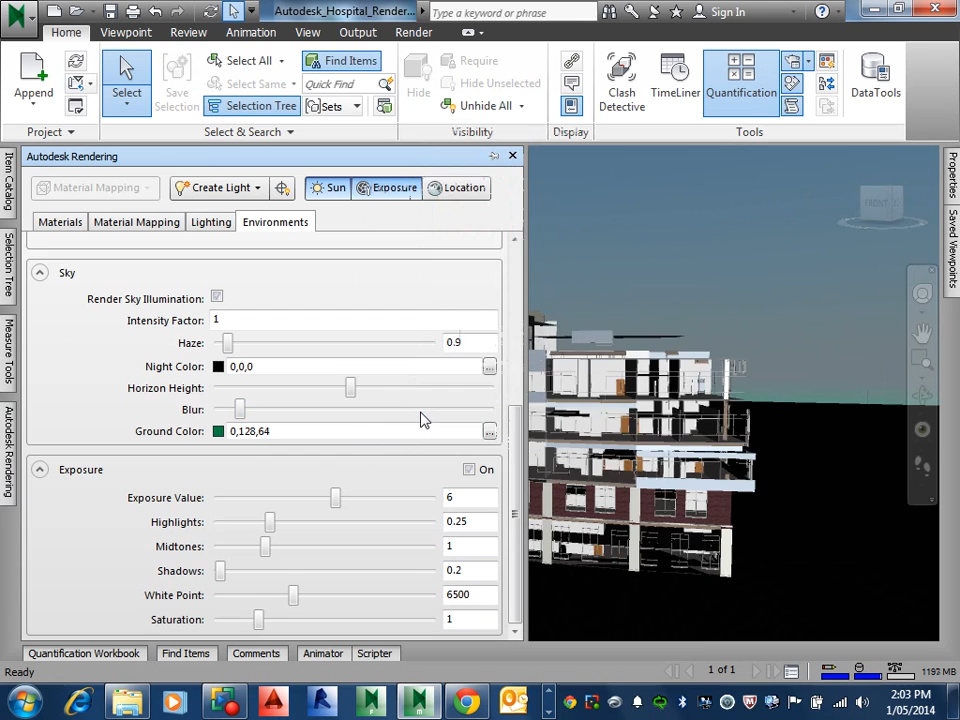 Autodesk_Hospital_Render...
Type a keyword or phrase
Sign In
Home
Viewpoint
Review
Animation
View
Output
Render
Append
Select
Save
Selection
Select All
Select Same
Selection Tree
Find Items
Quick Find
Sets
Hide
Require
Hide Unselected
Unhide All
Clash
Detective
TimeLiner
Quantification
DataTools
Project
Select & Search
Visibility
Display
Tools
Autodesk Rendering
Material Mapping
Create Light
Sun
Exposure
Location
Materials
Material Mapping
Lighting
Environments
Sky
Render Sky Illumination:
Intensity Factor: 1
Haze: 0.9
Night Color: 0,0,0
Horizon Height:
Blur:
Ground Color: 0,128,64
Exposure
On
Exposure Value: 6
Highlights: 0.25
Midtones: 1
Shadows: 0.2
White Point: 6500
Saturation: 1
Item Catalog
Selection Tree
Measure Tools
Autodesk Rendering
FRONT
Properties
Saved Viewpoints
Quantification Workbook
Find Items
Comments
Animator
Scripter
Ready
1 of 1
1193 MB
2:03 PM
1/05/2014